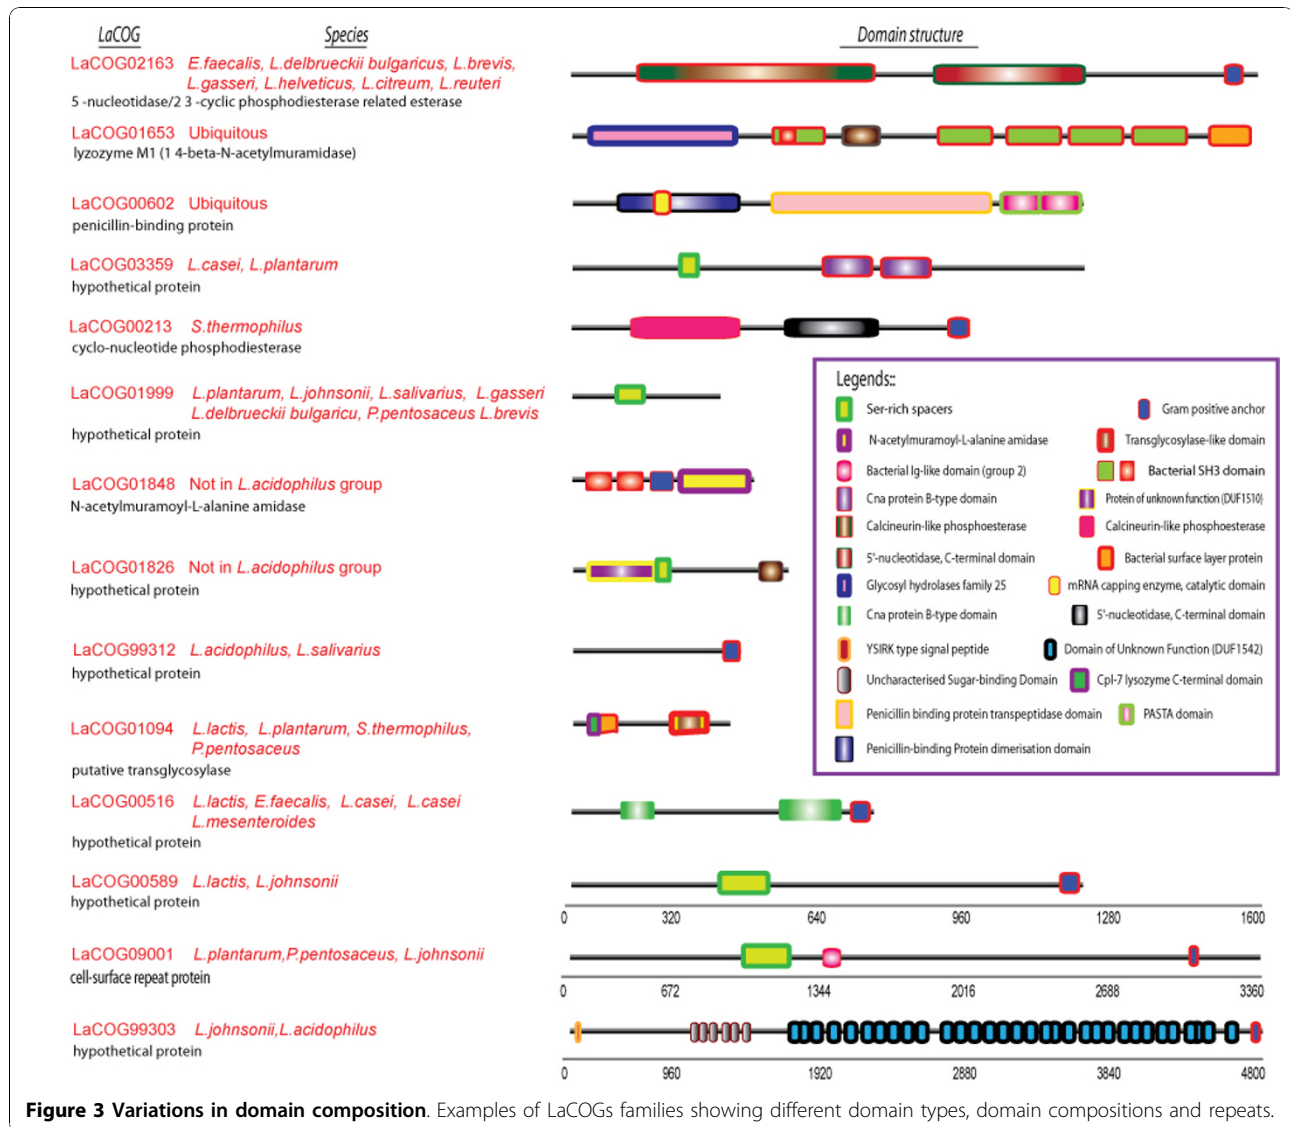 LaCOG Species Domain structure
LaCOG02163 E.faecalis, L.delbrueckii bulgaricus, L.brevis,
L.gasseri, L.helveticus, L.citreum, L.reuteri
5 -nucleotidase/2 3 -cyclic phosphodiesterase related esterase
LaCOG01653 Ubiquitous
lyzozyme M1 (1 4-beta-N-acetylmuramidase)
LaCOG00602 Ubiquitous
penicillin-binding protein
LaCOG03359 L.casei, L.plantarum
hypothetical protein
LaCOG00213 S.thermophilus
cyclo-nucleotide phosphodiesterase
LaCOG01999 L.plantarum, L.johnsonii, L.salivarius, L.gasseri
L.delbrueckii bulgaricu, P.pentosaceus L.brevis
hypothetical protein
LaCOG01848 Not in L.acidophilus group
N-acetylmuramoyl-L-alanine amidase
LaCOG01826 Not in L.acidophilus group
hypothetical protein
LaCOG99312 L.acidophilus, L.salivarius
hypothetical protein
LaCOG01094 L.lactis, L.plantarum, S.thermophilus,
P.pentosaceus
putative transglycosylase
LaCOG00516 L.lactis, E.faecalis, L.casei, L.casei
L.mesenteroides
hypothetical protein
LaCOG00589 L.lactis, L.johnsonii
hypothetical protein
0 320 640 960 1280 1600
LaCOG09001 L.plantarum,P.pentosaceus, L.johnsonii
cell-surface repeat protein
0 672 1344 2016 2688 3360
LaCOG99303 L.johnsonii,L.acidophilus
hypothetical protein
0 960 1920 2880 3840 4800
Legends::
Ser-rich spacers Gram positive anchor
N-acetylmuramoyl-L-alanine amidase Transglycosylase-like domain
Bacterial Ig-like domain (group 2) Bacterial SH3 domain
Cna protein B-type domain Protein of unknown function (DUF1510)
Calcineurin-like phosphoesterase Calcineurin-like phosphoesterase
5'-nucleotidase, C-terminal domain Bacterial surface layer protein
Glycosyl hydrolases family 25 mRNA capping enzyme, catalytic domain
Cna protein B-type domain 5'-nucleotidase, C-terminal domain
YSIRK type signal peptide Domain of Unknown Function (DUF1542)
Uncharacterised Sugar-binding Domain Cpl-7 lysozyme C-terminal domain
Penicillin binding protein transpeptidase domain PASTA domain
Penicillin-binding Protein dimerisation domain
Figure 3 Variations in domain composition. Examples of LaCOGs families showing different domain types, domain compositions and repeats.